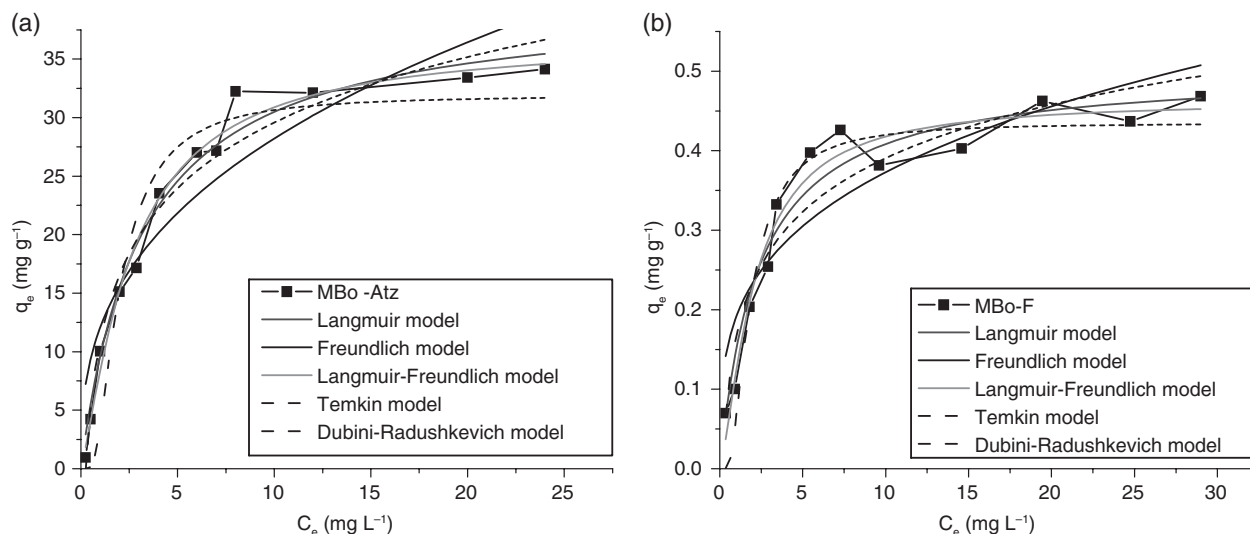 (a)
35
30
25
20
15
10
5
0
q_e (mg g⁻¹)
0
5
10
15
20
25
C_e (mg L⁻¹)
MBo -Atz
Langmuir model
Freundlich model
Langmuir-Freundlich model
Temkin model
Dubini-Radushkevich model
(b)
0.5
0.4
0.3
0.2
0.1
0.0
q_e (mg g⁻¹)
0
5
10
15
20
25
30
C_e (mg L⁻¹)
MBo-F
Langmuir model
Freundlich model
Langmuir-Freundlich model
Temkin model
Dubini-Radushkevich model